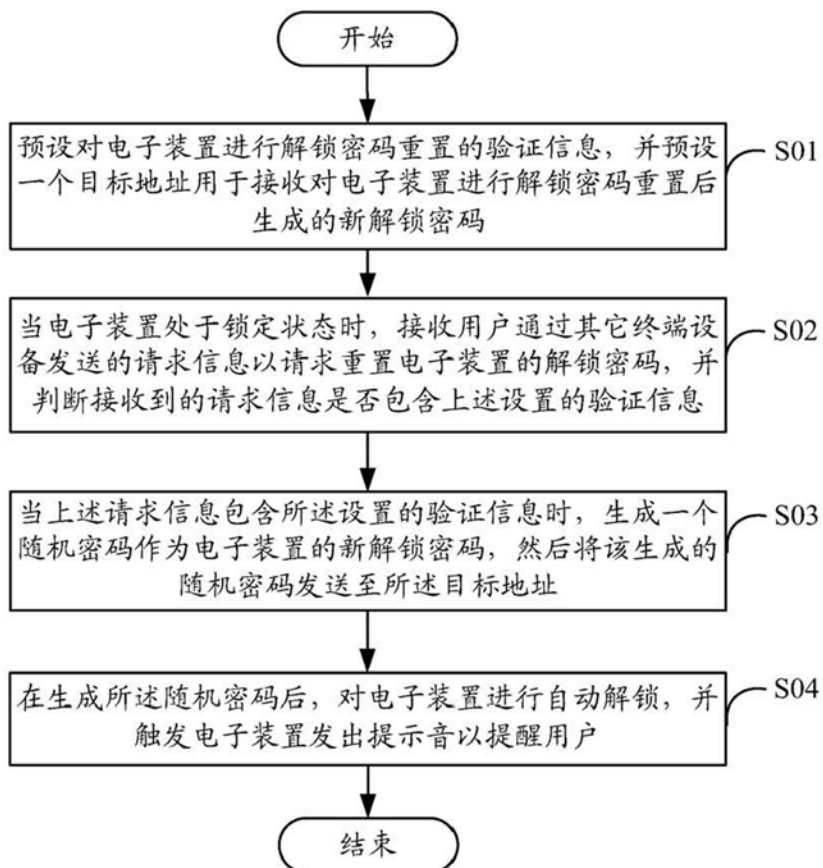 开始
预设对电子装置进行解锁密码重置的验证信息，并预设
一个目标地址用于接收对电子装置进行解锁密码重置后
生成的新解锁密码
S01
当电子装置处于锁定状态时，接收用户通过其它终端设
备发送的请求信息以请求重置电子装置的解锁密码，并
判断接收到的请求信息是否包含上述设置的验证信息
S02
当上述请求信息包含所述设置的验证信息时，生成一个
随机密码作为电子装置的新解锁密码，然后将该生成的
随机密码发送至所述目标地址
S03
在生成所述随机密码后，对电子装置进行自动解锁，并
触发电子装置发出提示音以提醒用户
S04
结束